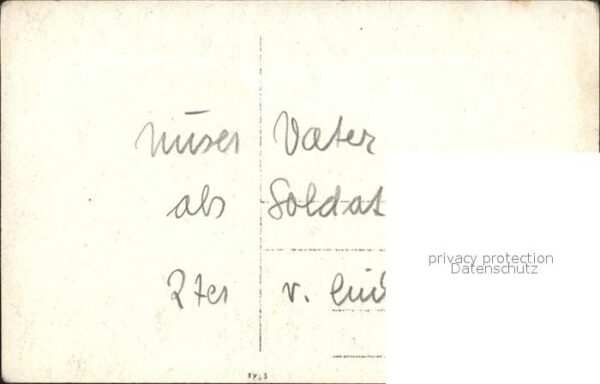 unser Vater
als Soldat
2ter v.
privacy protection
Datenschutz